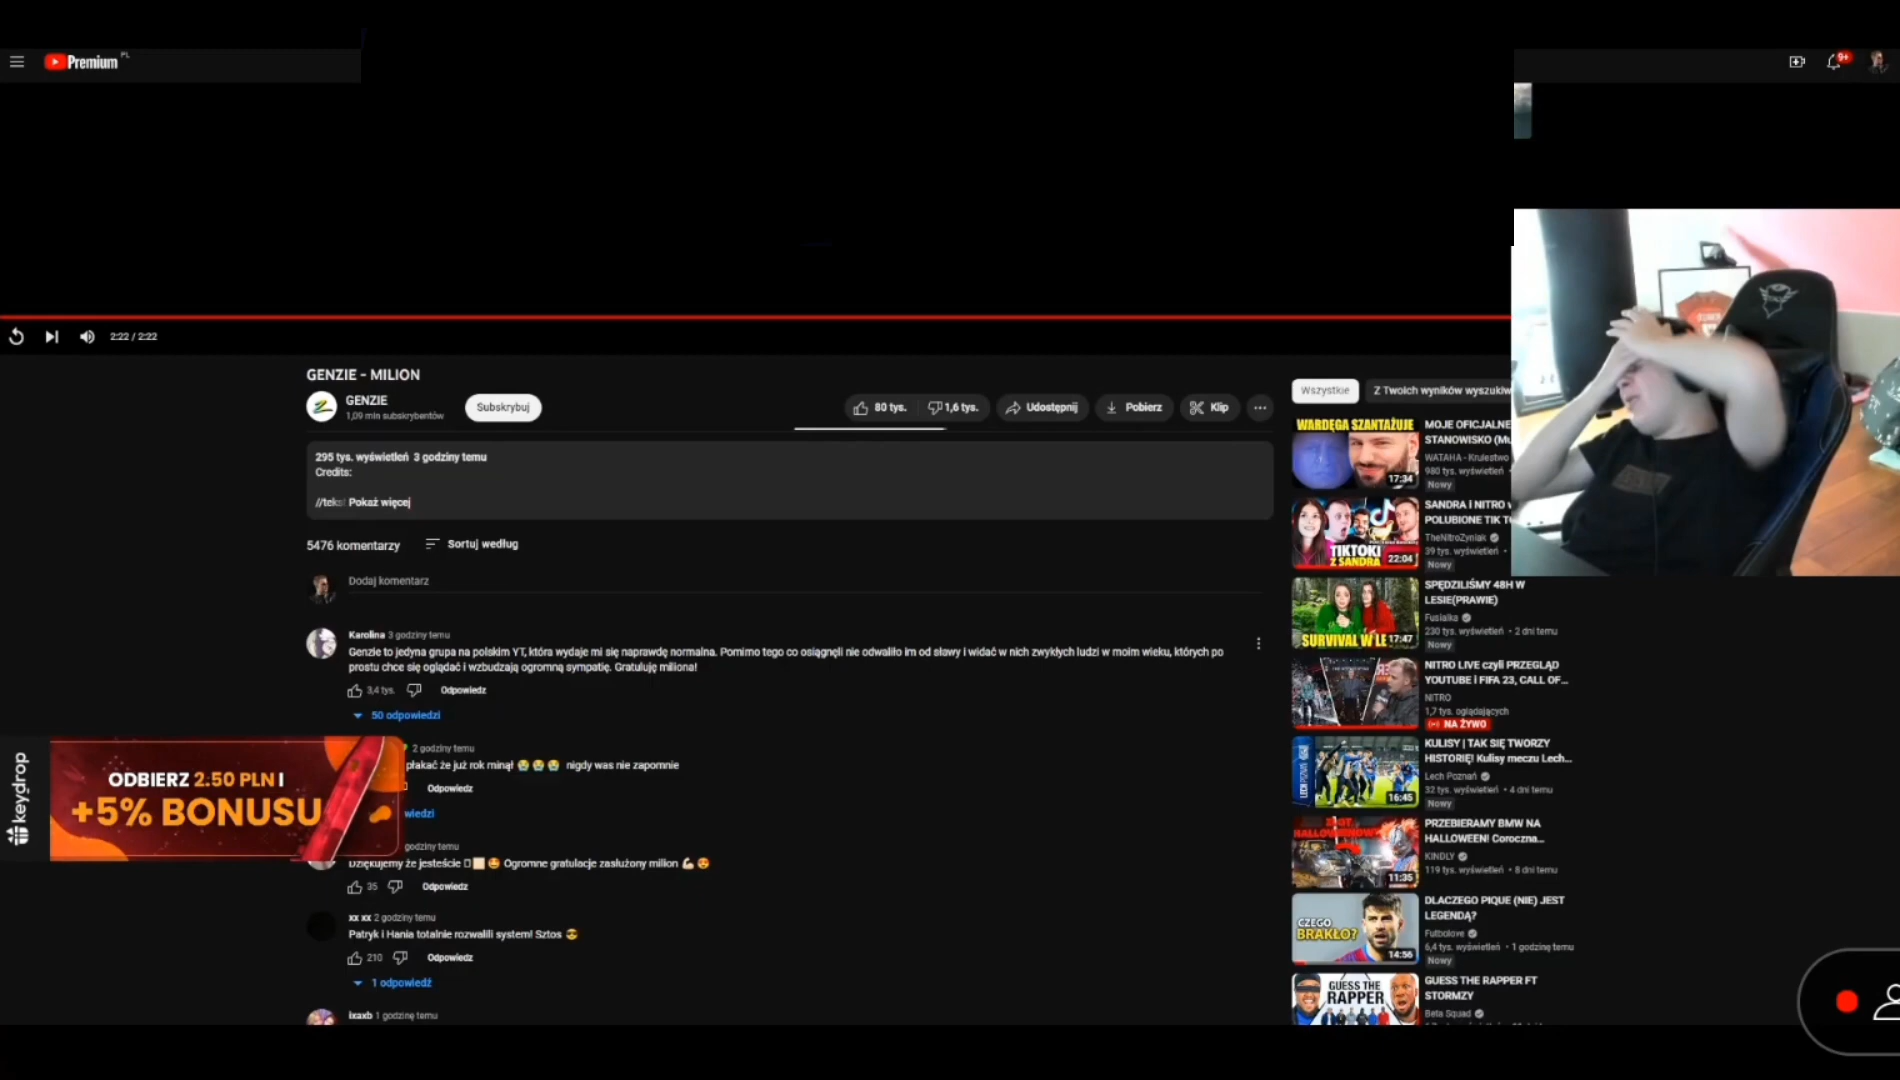 Premium PL
9+
2:22 / 2:22
GENZIE - MILION
GENZIE
1,09 mln subskrybentów
Subskrybuj
80 tys.
1,6 tys.
Udostępnij
Pobierz
Klip
295 tys. wyświetleń 3 godziny temu
Credits:
//teks Pokaż więcej
5476 komentarzy
Sortuj według
Dodaj komentarz
Karolina 3 godziny temu
Genzie to jedyna grupa na polskim YT, która wydaje mi się naprawdę normalna. Pomimo tego co osiągnęli nie odwaliło im od sławy i widać w nich zwykłych ludzi w moim wieku, których po
prostu chce się oglądać i wzbudzają ogromną sympatię. Gratuluję miliona!
3,4 tys.
Odpowiedz
50 odpowiedzi
2 godziny temu
płakać że już rok minął 😭 😭 😭 nigdy was nie zapomnie
Odpowiedz
wiedzi
godziny temu
Dziękujemy że jesteście 🤩 Ogromne gratulacje zasłużony milion 💪 😍
35
Odpowiedz
xx xx 2 godziny temu
Patryk i Hania totalnie rozwalili system! Sztos 😎
210
Odpowiedz
1 odpowiedź
ixaxb 1 godzinę temu
keydrop
ODBIERZ 2.50 PLN I
+5% BONUSU
Wszystkie
Z Twoich wyników wyszukiw
WARDĘGA SZANTAŻUJE
17:34
MOJE OFICJALNE
STANOWISKO (Mu
WATAHA - Krulestwo
980 tys. wyświetleń •
Nowy
TIKTOKI
Z SANDRA
22:04
SANDRA I NITRO
POLUBIONE TIK T
TheNitroZyniak
39 tys. wyświetleń •
Nowy
SURVIVAL W LE
17:47
SPĘDZILIŚMY 48H W
LESIE(PRAWIE)
Fusialka
230 tys. wyświetleń • 2 dni temu
Nowy
NITRO LIVE czyli PRZEGLĄD
YOUTUBE i FIFA 23, CALL OF...
NITRO
1,7 tys. oglądających
NA ŻYWO
16:45
KULISY | TAK SIĘ TWORZY
HISTORIĘ! Kulisy meczu Lech...
Lech Poznań
32 tys. wyświetleń • 4 dni temu
Nowy
11:35
PRZEBIERAMY BMW NA
HALLOWEEN! Coroczna...
KINDLY
119 tys. wyświetleń • 8 dni temu
CZEGO
BRAKŁO?
14:56
DLACZEGO PIQUE (NIE) JEST
LEGENDĄ?
Futbolove
6,4 tys. wyświetleń • 1 godzinę temu
Nowy
GUESS THE
RAPPER
GUESS THE RAPPER FT
STORMZY
Beta Squad